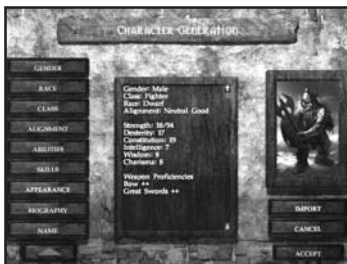 CHARACTER GENERATION
GENDER
RACE
CLASS
ALIGNMENT
ABILITIES
SKILLS
APPEARANCE
BIOGRAPHY
NAME
Gender: Male
Class: Fighter
Race: Dwarf
Alignment: Neutral Good
Strength: 18/94
Dexterity: 17
Constitution: 19
Intelligence: 7
Wisdom: 8
Charisma: 8
Weapon Proficiencies
Bow ++
Great Swords ++
IMPORT
CANCEL
ACCEPT